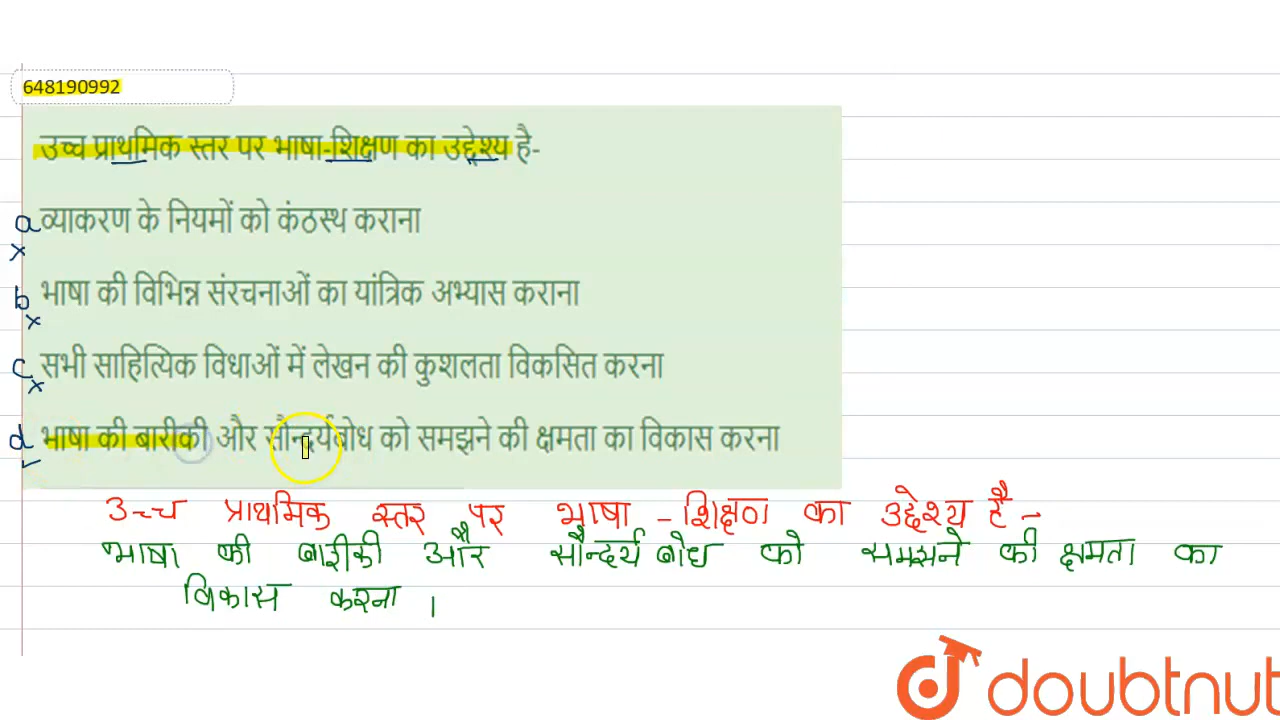 648190992
उच्च प्राथमिक स्तर पर भाषा-शिक्षण का उद्देश्य है-
a व्याकरण के नियमों को कंठस्थ कराना
x
b भाषा की विभिन्न संरचनाओं का यांत्रिक अभ्यास कराना
x
c सभी साहित्यिक विधाओं में लेखन की कुशलता विकसित करना
x
d भाषा की बारीकी और सौन्दर्यबोध को समझने की क्षमता का विकास करना
उच्च प्राथमिक स्तर पर भाषा - शिक्षण का उद्देश्य है -
भाषा की बारीकी और सौन्दर्य बोध को समझने की क्षमता का
विकास करना ।
doubtnut